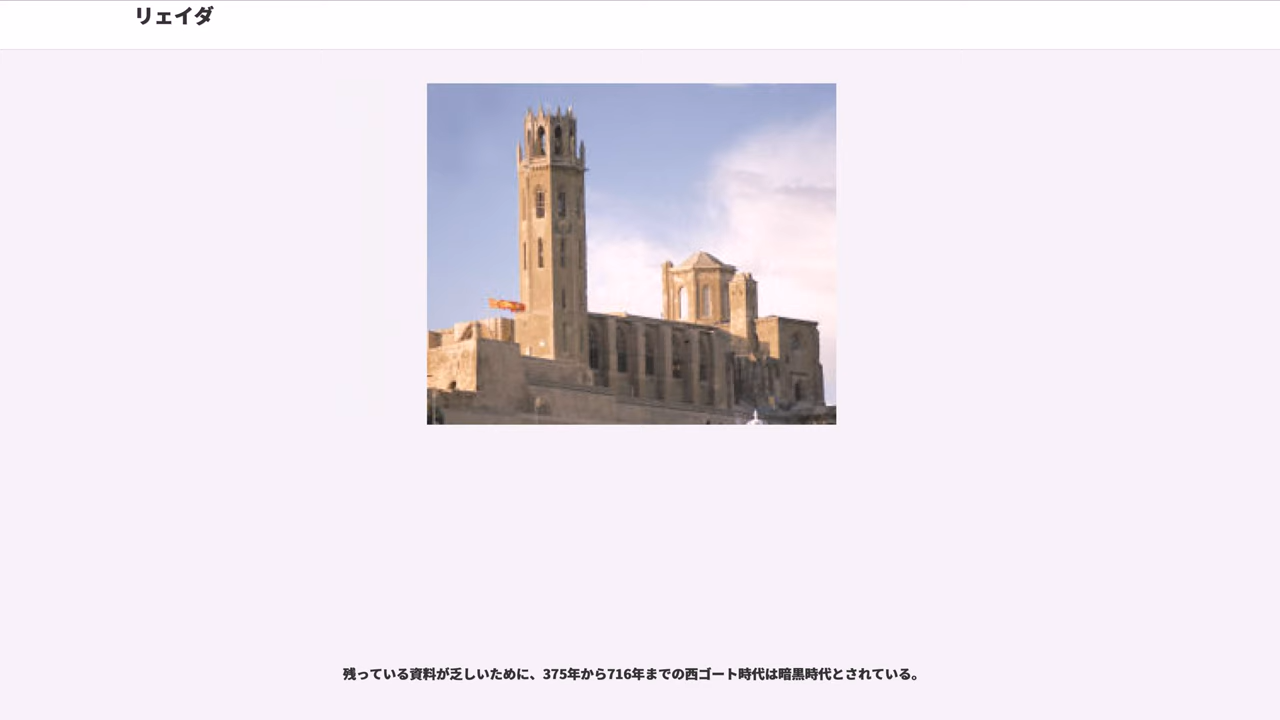 リェイダ
残っている資料が乏しいために、375年から716年までの西ゴート時代は暗黒時代とされている。